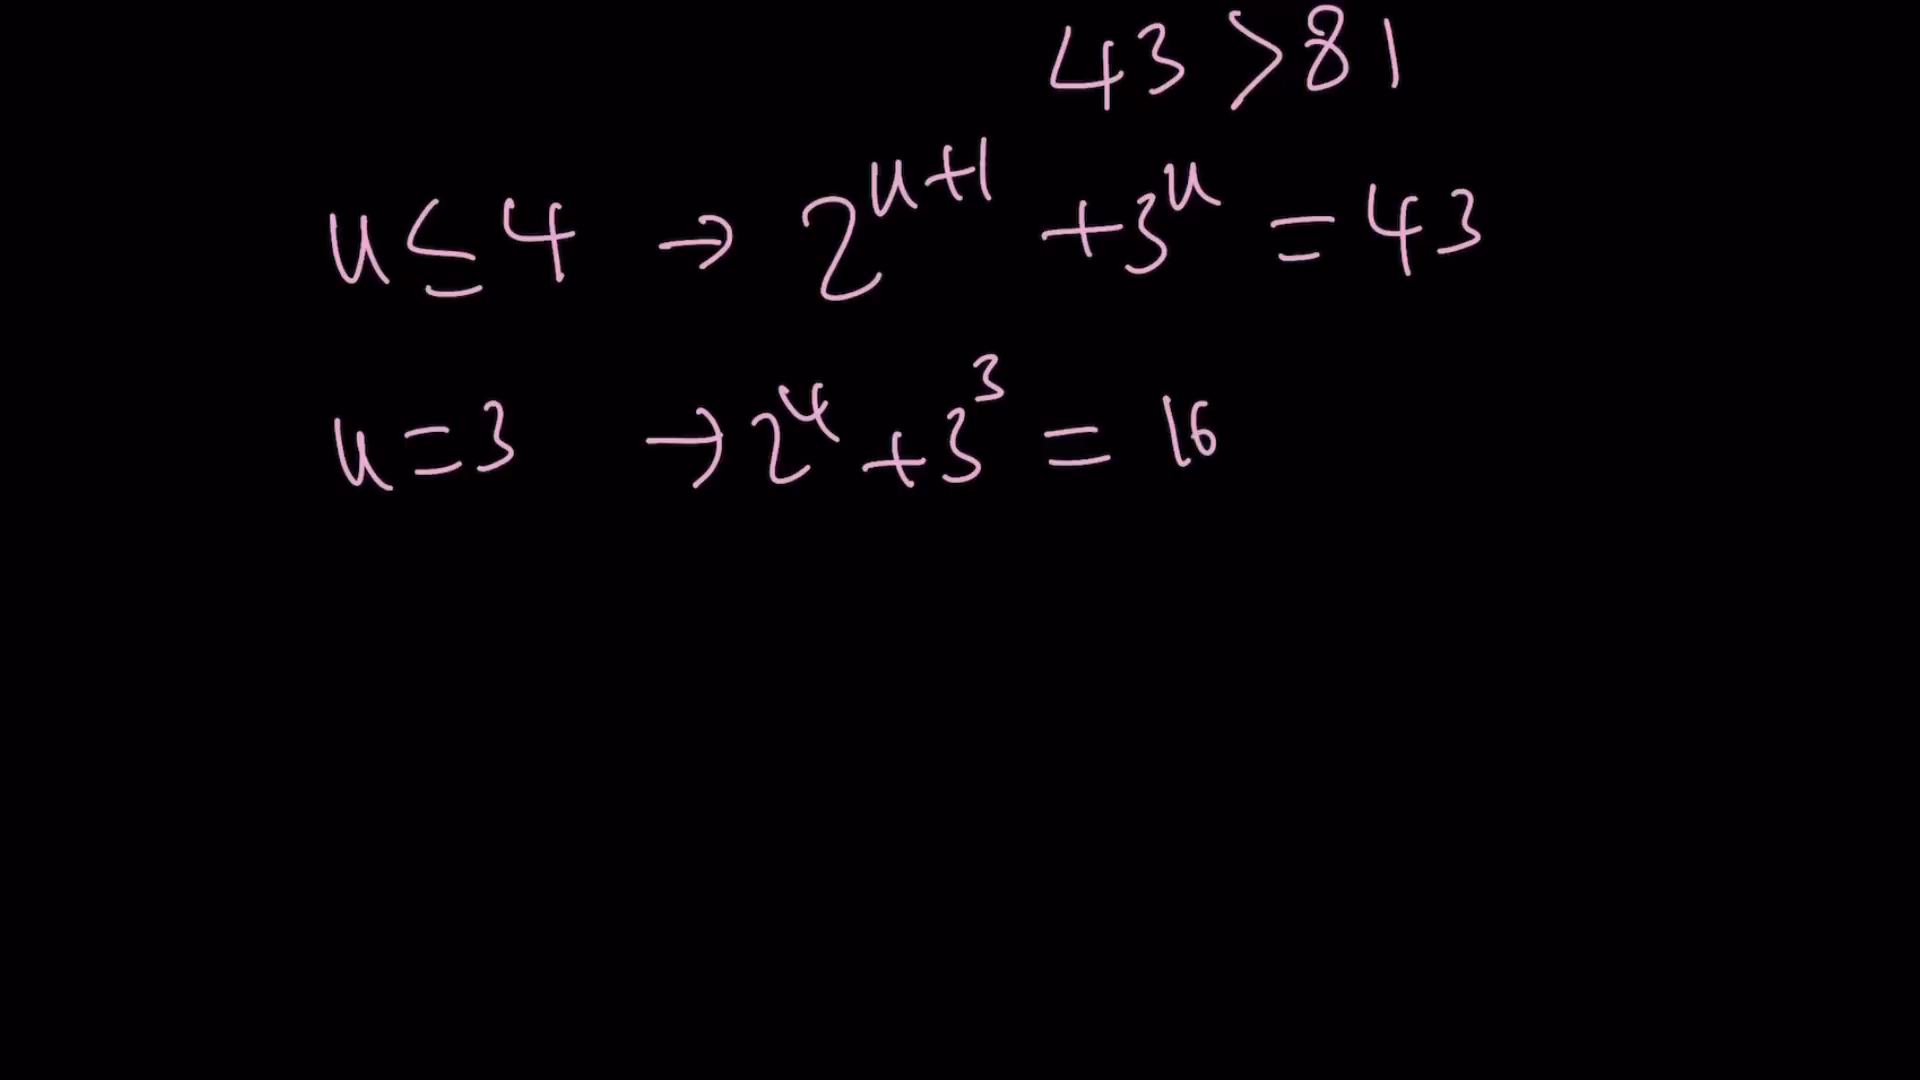 43 > 81
u ≤ 4 → 2^{u+1} + 3^u = 43
u = 3 → 2^4 + 3^3 = 16